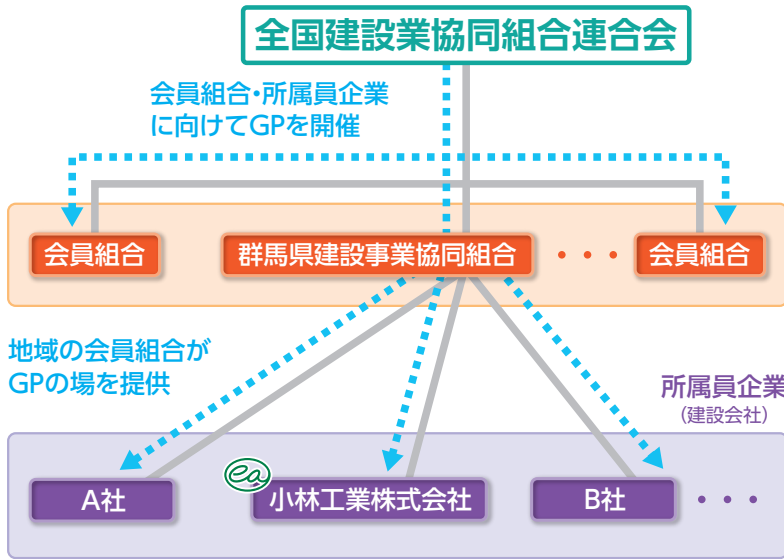 全国建設業協同組合連合会
会員組合・所属員企業
に向けてGPを開催
会員組合
群馬県建設事業協同組合
・・・
会員組合
地域の会員組合が
GPの場を提供
所属員企業
(建設会社)
A社
ea
小林工業株式会社
B社
・・・